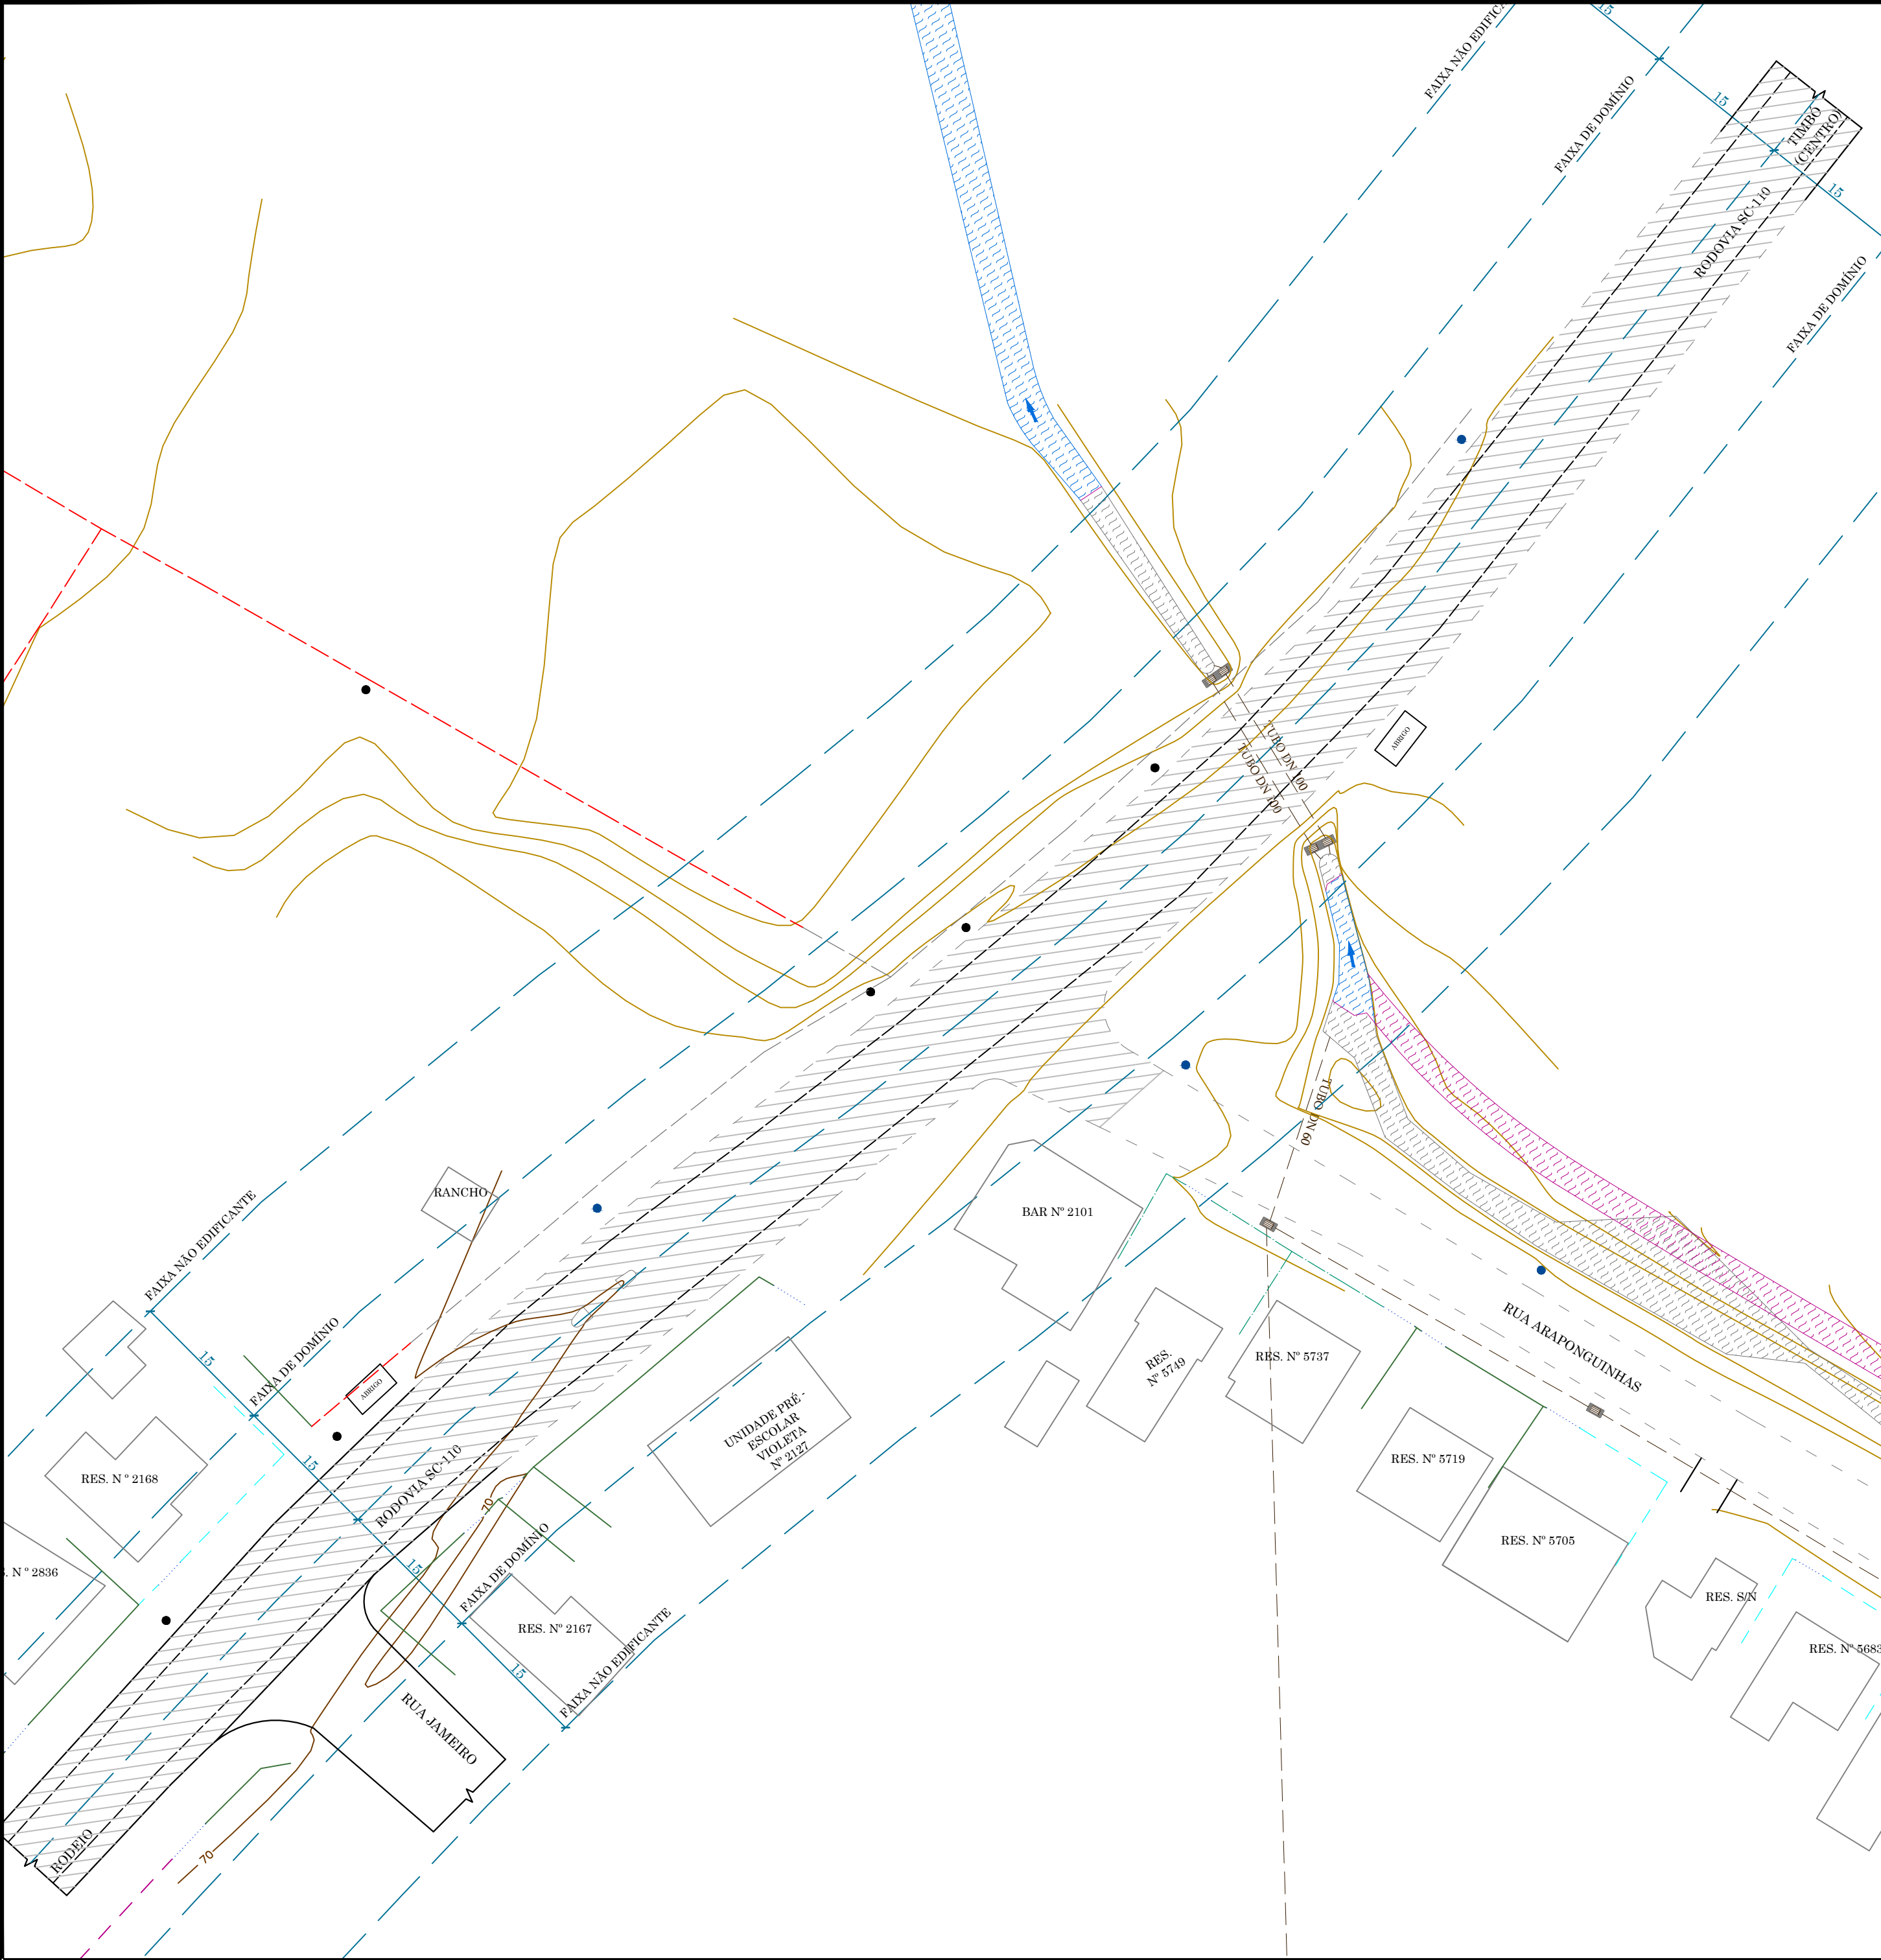 15
FAIXA NÃO
FAIXA DE DOMÍNIO
15
TIMBÓ
(CENTRO)
15
RODOVIA SC-110
FAIXA DE DOMÍNIO
ABRIGO
TUBO DN 100
TUBO DN 100
TUBO DN 60
RANCHO
BAR Nº 2101
FAIXA NÃO EDIFICANTE
FAIXA DE DOMÍNIO
15
ABRIGO
RES.
Nº 5749
RES. Nº 5737
RUA ARAPONGUINHAS
UNIDADE PRÉ -
ESCOLAR
VIOLETA
Nº 2127
RES. Nº 2168
15
RODOVIA SC-110
70
RES. Nº 5719
RES. Nº 5705
15
FAIXA DE DOMÍNIO
Nº 2836
RES. S/N
RES. Nº 2167
RES. Nº 5683
15
FAIXA NÃO EDIFICANTE
RUA JAMEIRO
RODEIO
70